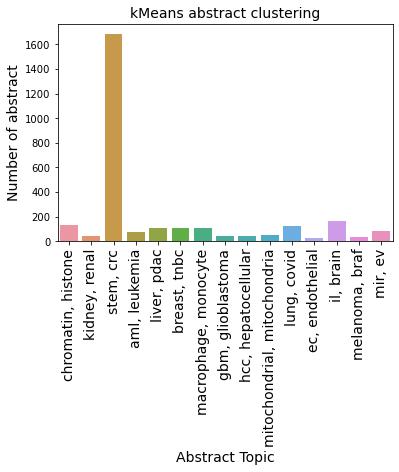 kMeans abstract clustering
Number of abstract
1600
1400
1200
1000
800
600
400
200
0
chromatin, histone
kidney, renal
stem, crc
aml, leukemia
liver, pdac
breast, tnbc
macrophage, monocyte
gbm, glioblastoma
hcc, hepatocellular
mitochondrial, mitochondria
lung, covid
ec, endothelial
il, brain
melanoma, braf
mir, ev
Abstract Topic